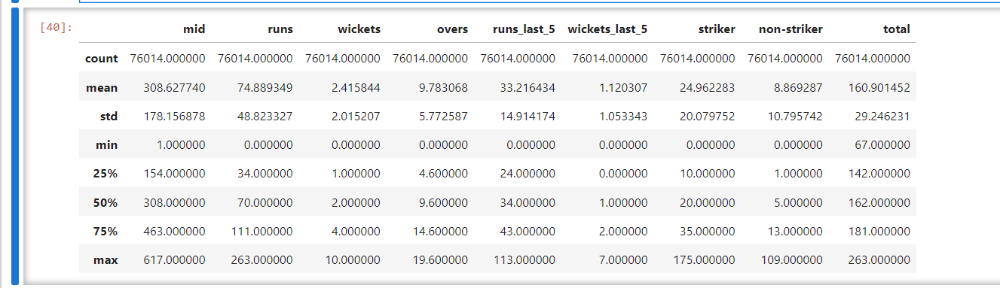 [40]:
mid runs wickets overs runs_last_5 wickets_last_5 striker non-striker total
count 76014.000000 76014.000000 76014.000000 76014.000000 76014.000000 76014.000000 76014.000000 76014.000000 76014.000000
mean 308.627740 74.889349 2.415844 9.783068 33.216434 1.120307 24.962283 8.869287 160.901452
std 178.156878 48.823327 2.015207 5.772587 14.914174 1.053343 20.079752 10.795742 29.246231
min 1.000000 0.000000 0.000000 0.000000 0.000000 0.000000 0.000000 0.000000 67.000000
25% 154.000000 34.000000 1.000000 4.600000 24.000000 0.000000 10.000000 1.000000 142.000000
50% 308.000000 70.000000 2.000000 9.600000 34.000000 1.000000 20.000000 5.000000 162.000000
75% 463.000000 111.000000 4.000000 14.600000 43.000000 2.000000 35.000000 13.000000 181.000000
max 617.000000 263.000000 10.000000 19.600000 113.000000 7.000000 175.000000 109.000000 263.000000